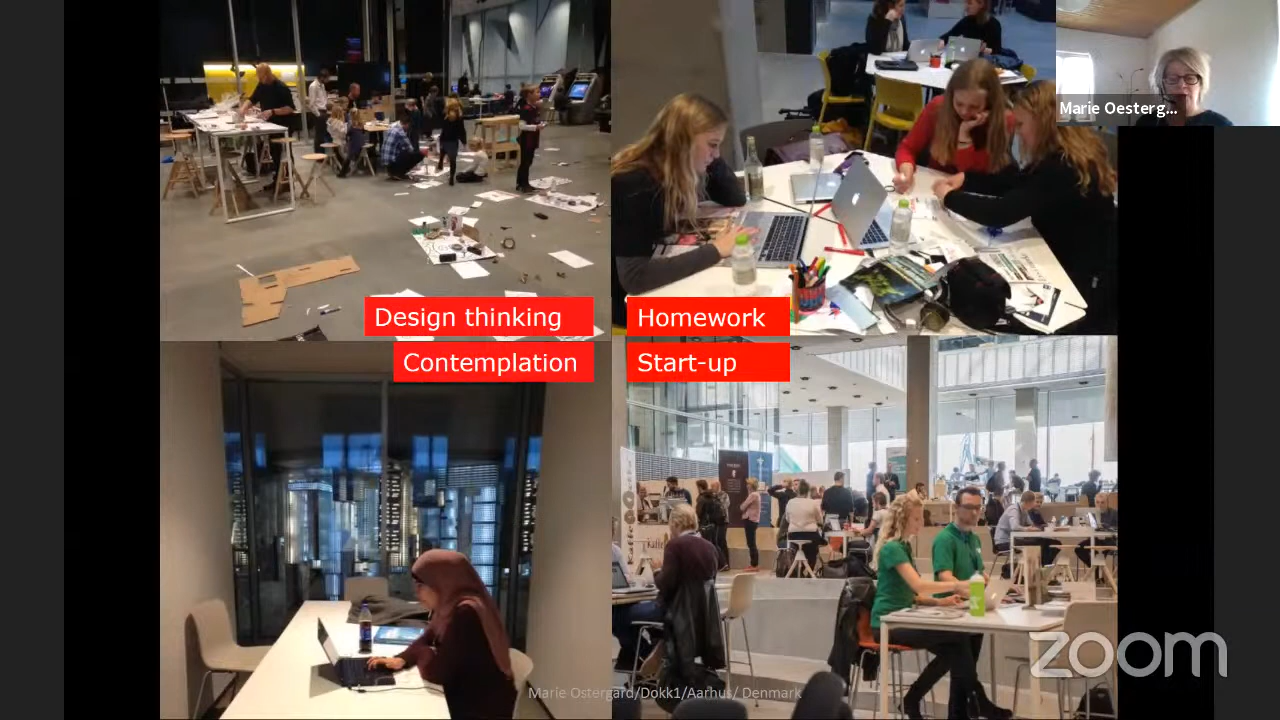 Marie Oesterg...
Design thinking
Homework
Contemplation
Start-up
Marie Ostergard/Dokk1/Aarhus/ Denmark
zoom